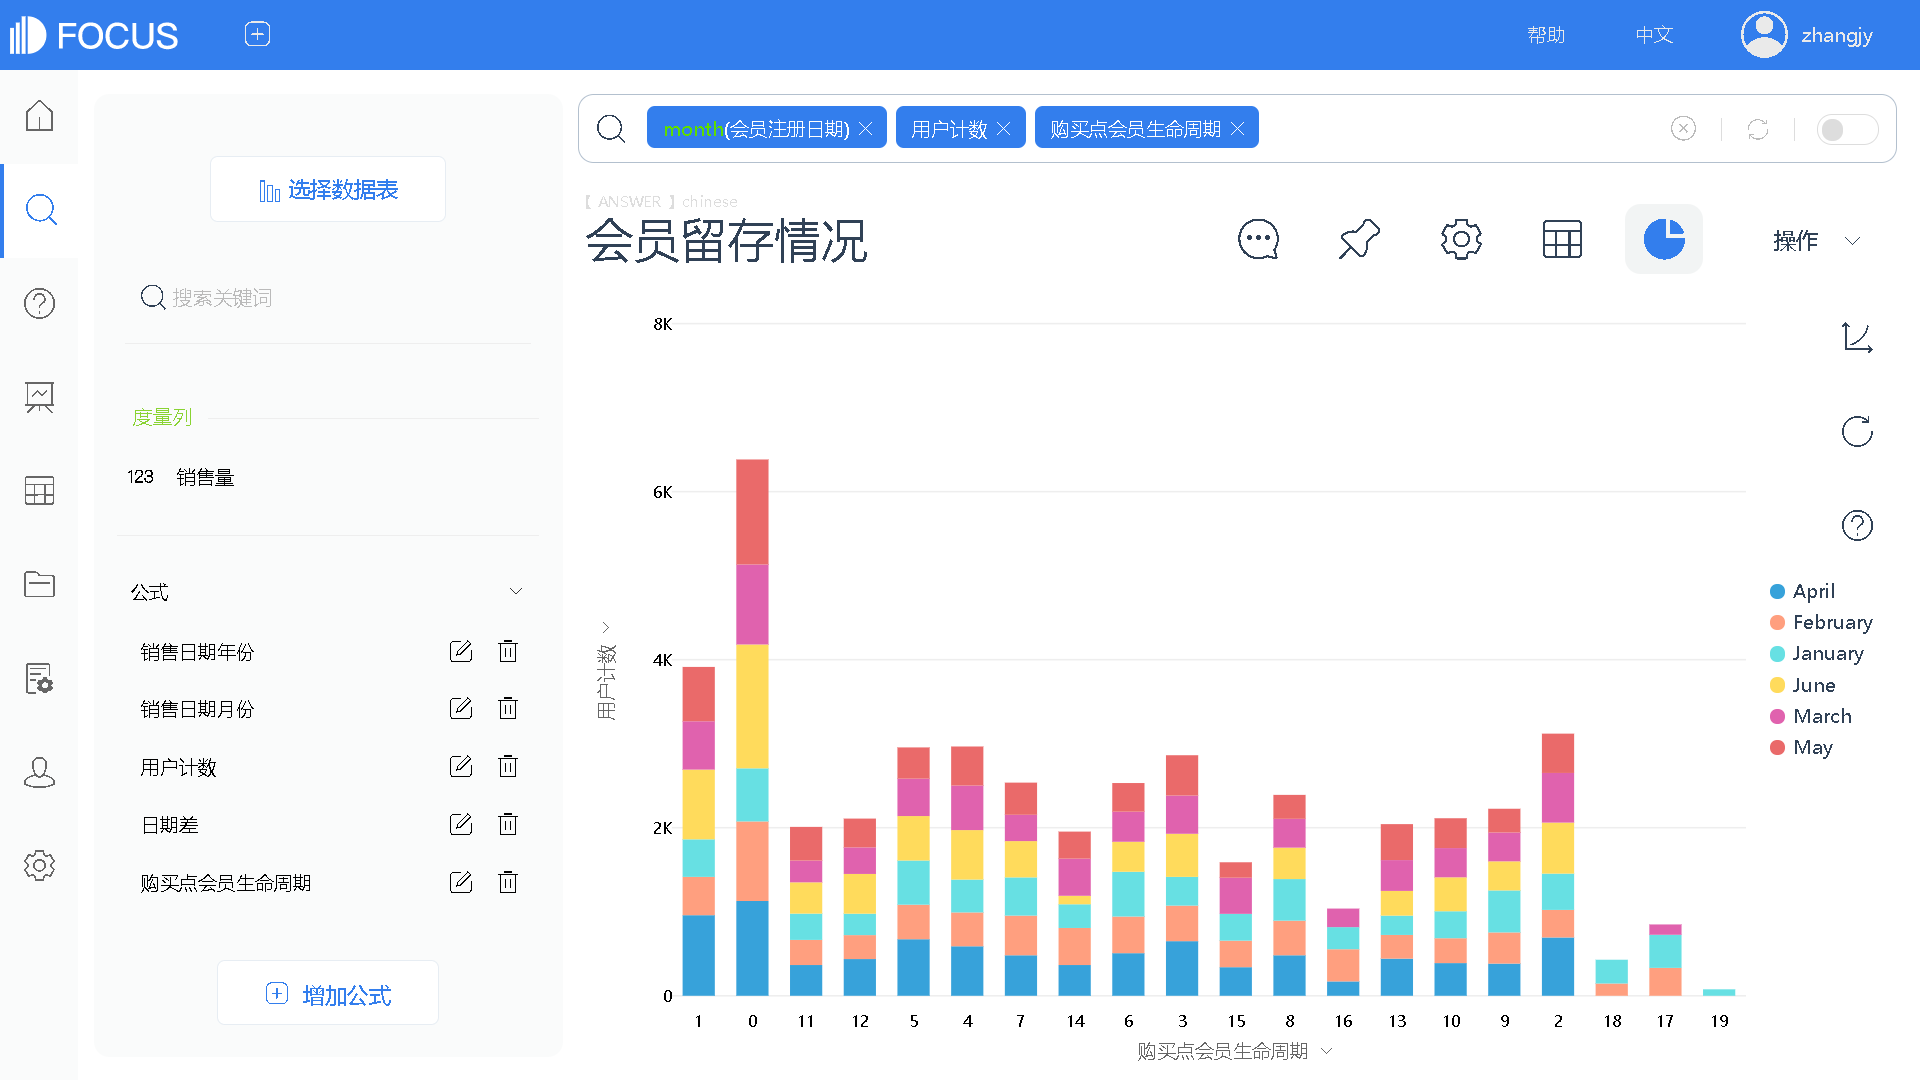 FOCUS
帮助
中文
zhangjy
选择数据表
搜索关键词
度量列
123 销售量
公式
销售日期年份
销售日期月份
用户计数
日期差
购买点会员生命周期
增加公式
month(会员注册日期)
用户计数
购买点会员生命周期
【 ANSWER 】chinese
会员留存情况
操作
8K
6K
4K
2K
0
用户计数
1 0 11 12 5 4 7 14 6 3 15 8 16 13 10 9 2 18 17 19
购买点会员生命周期
April
February
January
June
March
May